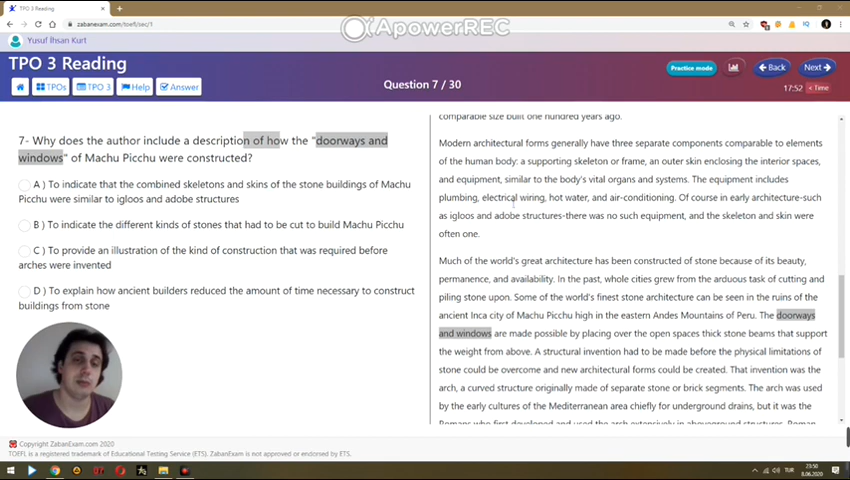 TPO 3 Reading
zabanexam.com/toefl/sec/1
ApowerREC
Yusuf İhsan Kurt
TPO 3 Reading
Practice mode
Back
Next
TPOs
TPO 3
Help
Answer
Question 7 / 30
17:52
Time
7- Why does the author include a description of how the "doorways and
windows" of Machu Picchu were constructed?
A ) To indicate that the combined skeletons and skins of the stone buildings of Machu
Picchu were similar to igloos and adobe structures
B ) To indicate the different kinds of stones that had to be cut to build Machu Picchu
C ) To provide an illustration of the kind of construction that was required before
arches were invented
D ) To explain how ancient builders reduced the amount of time necessary to construct
buildings from stone
comparable size built one hundred years ago.
Modern architectural forms generally have three separate components comparable to elements
of the human body: a supporting skeleton or frame, an outer skin enclosing the interior spaces,
and equipment, similar to the body's vital organs and systems. The equipment includes
plumbing, electrical wiring, hot water, and air-conditioning. Of course in early architecture-such
as igloos and adobe structures-there was no such equipment, and the skeleton and skin were
often one.
Much of the world's great architecture has been constructed of stone because of its beauty,
permanence, and availability. In the past, whole cities grew from the arduous task of cutting and
piling stone upon. Some of the world's finest stone architecture can be seen in the ruins of the
ancient Inca city of Machu Picchu high in the eastern Andes Mountains of Peru. The doorways
and windows are made possible by placing over the open spaces thick stone beams that support
the weight from above. A structural invention had to be made before the physical limitations of
stone could be overcome and new architectural forms could be created. That invention was the
arch, a curved structure originally made of separate stone or brick segments. The arch was used
by the early cultures of the Mediterranean area chiefly for underground drains, but it was the
Romans who first developed and used the arch extensively in aboveground structures. Roman
Copyright ZabanExam.com 2020
TOEFL is a registered trademark of Educational Testing Service (ETS). ZabanExam is not approved or endorsed by ETS.
TUR
23:50
8.06.2020